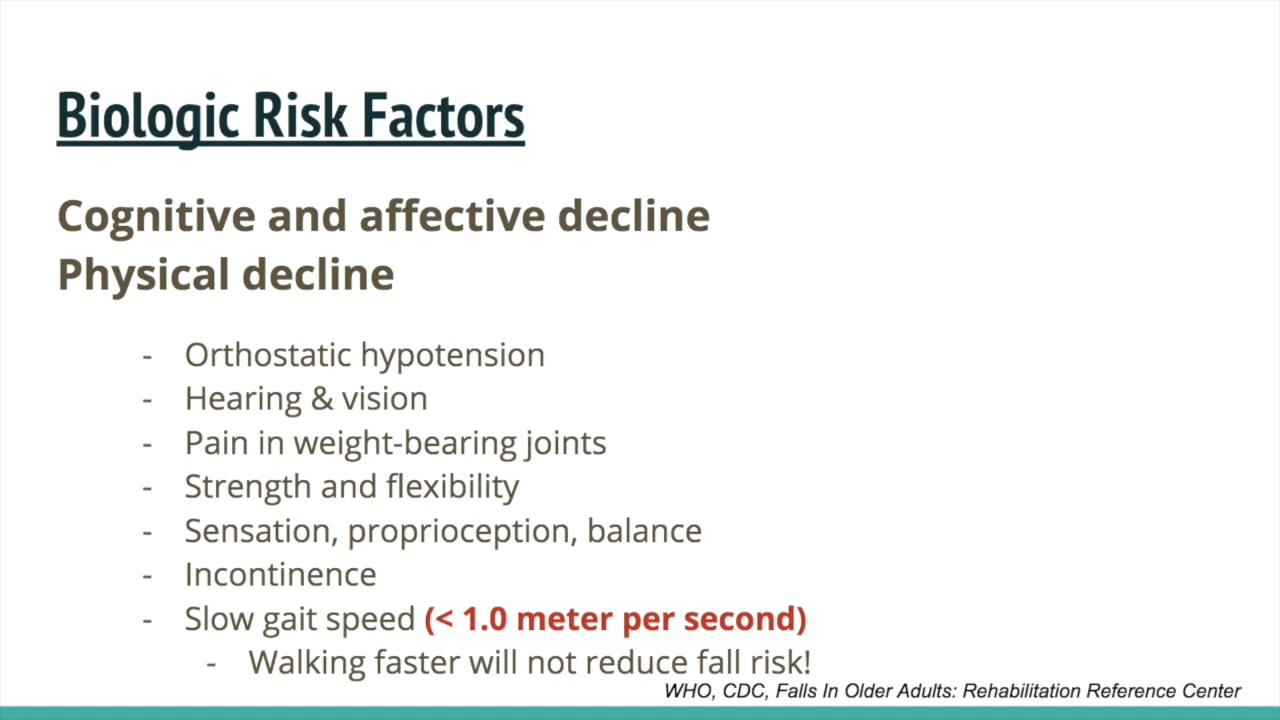 Biologic Risk Factors
Cognitive and affective decline
Physical decline
- Orthostatic hypotension
- Hearing & vision
- Pain in weight-bearing joints
- Strength and flexibility
- Sensation, proprioception, balance
- Incontinence
- Slow gait speed (< 1.0 meter per second)
- Walking faster will not reduce fall risk!
WHO, CDC, Falls In Older Adults: Rehabilitation Reference Center